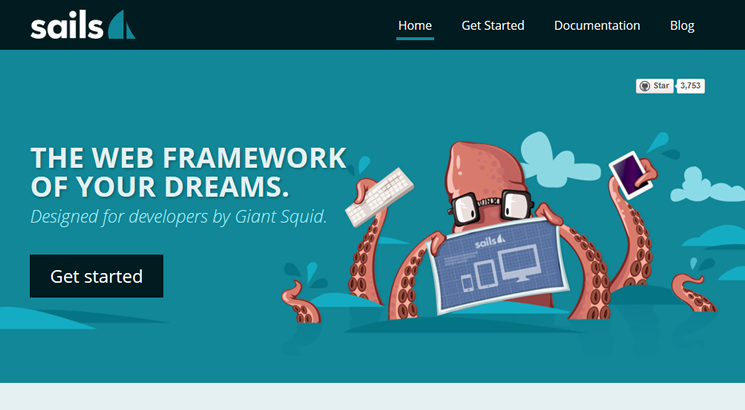 sails
Home Get Started Documentation Blog
Star 3,753
THE WEB FRAMEWORK
OF YOUR DREAMS.
Designed for developers by Giant Squid.
sails
Get started